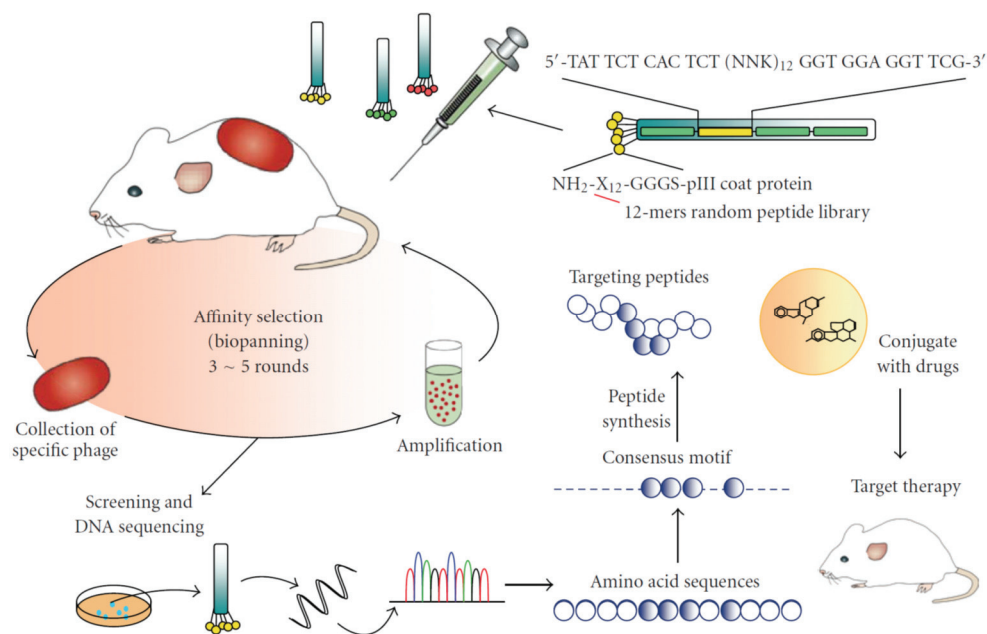 5′-TAT TCT CAC TCT (NNK)₁₂ GGT GGA GGT TCG-3′
NH₂-X₁₂-GGGS-pIII coat protein
12-mers random peptide library
Affinity selection
(biopanning)
3 ~ 5 rounds
Collection of
specific phage
Amplification
Screening and
DNA sequencing
Targeting peptides
Peptide
synthesis
Consensus motif
Amino acid sequences
Conjugate
with drugs
Target therapy